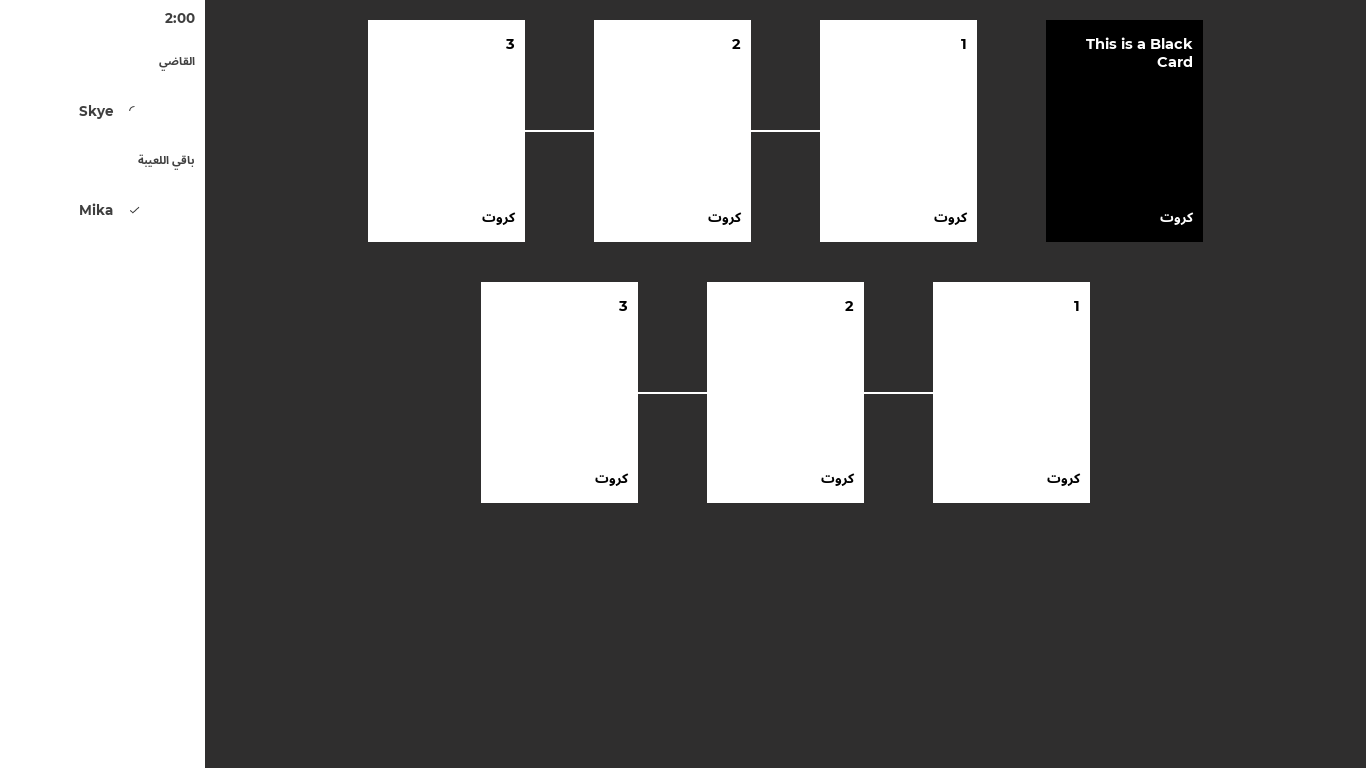 2:00
القاضي
Skye
باقي اللعيبة
Mika
This is a Black
Card
كروت
1
كروت
2
كروت
3
كروت
1
كروت
2
كروت
3
كروت